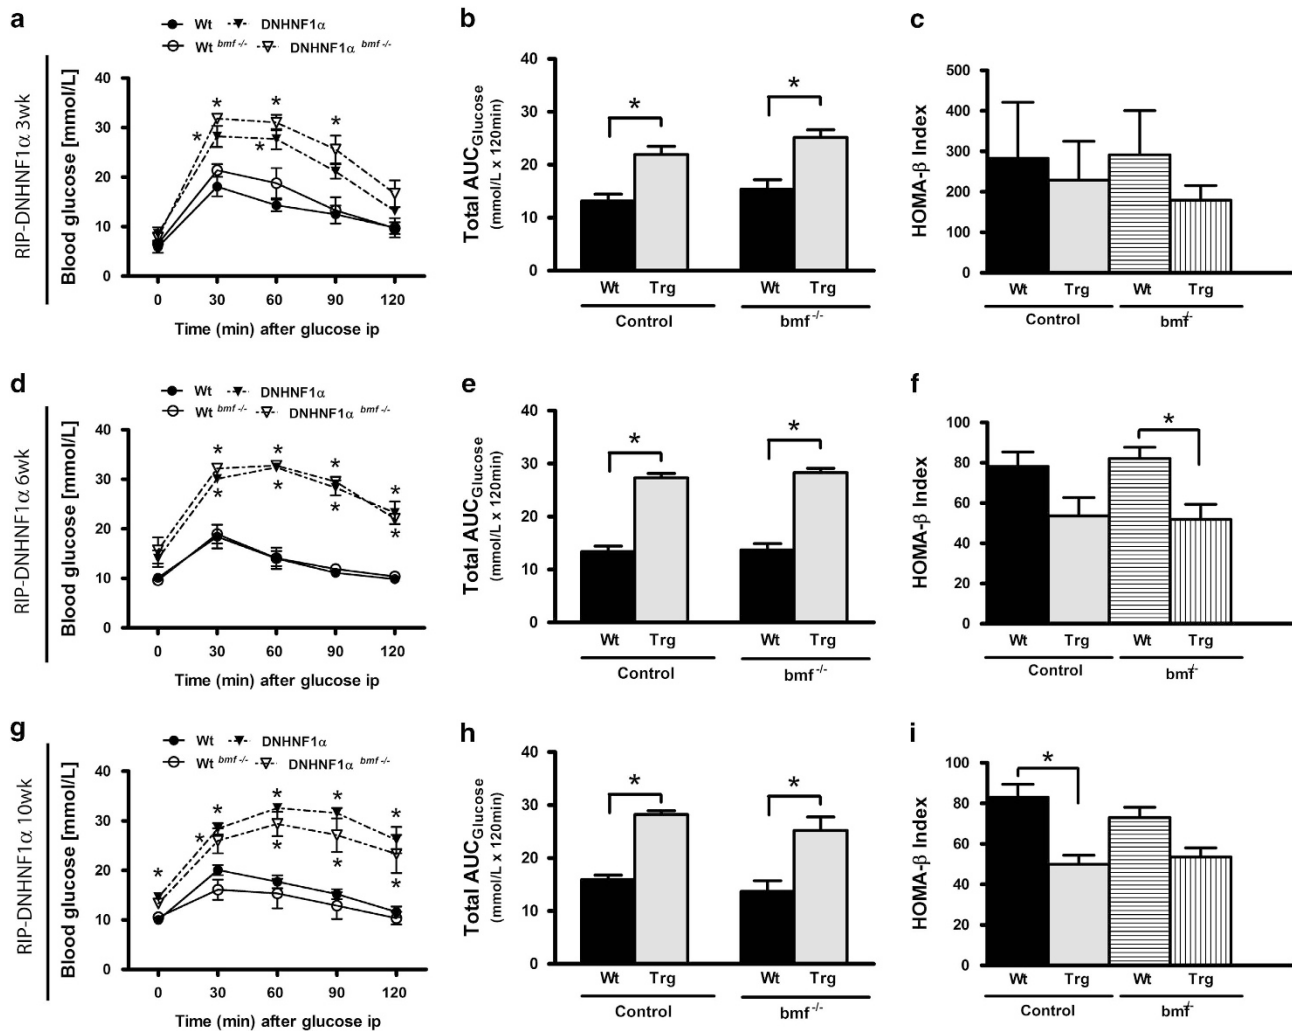 a
Wt DNHNF1α
Wt bmf -/- DNHNF1α bmf -/-
RIP-DNHNF1α 3wk
Blood glucose [mmol/L]
40
30
20
10
0
0 30 60 90 120
Time (min) after glucose ip
* * * * *
b
Total AUCGlucose
(mmol/L x 120min)
40
30
20
10
0
* *
Wt Trg Wt Trg
Control bmf-/-
c
HOMA-β Index
500
400
300
200
100
0
Wt Trg Wt Trg
Control bmf-/-
d
Wt DNHNF1α
Wt bmf -/- DNHNF1α bmf -/-
RIP-DNHNF1α 6wk
Blood glucose [mmol/L]
40
30
20
10
0
0 30 60 90 120
Time (min) after glucose ip
* * * *
* * * *
e
Total AUCGlucose
(mmol/L x 120min)
40
30
20
10
0
* *
Wt Trg Wt Trg
Control bmf-/-
f
HOMA-β Index
100
80
60
40
20
0
*
Wt Trg Wt Trg
Control bmf-/-
g
Wt DNHNF1α
Wt bmf -/- DNHNF1α bmf -/-
RIP-DNHNF1α 10wk
Blood glucose [mmol/L]
40
30
20
10
0
0 30 60 90 120
Time (min) after glucose ip
* * * * *
* * * *
h
Total AUCGlucose
(mmol/L x 120min)
40
30
20
10
0
* *
Wt Trg Wt Trg
Control bmf-/-
i
HOMA-β Index
100
80
60
40
20
0
*
Wt Trg Wt Trg
Control bmf-/-